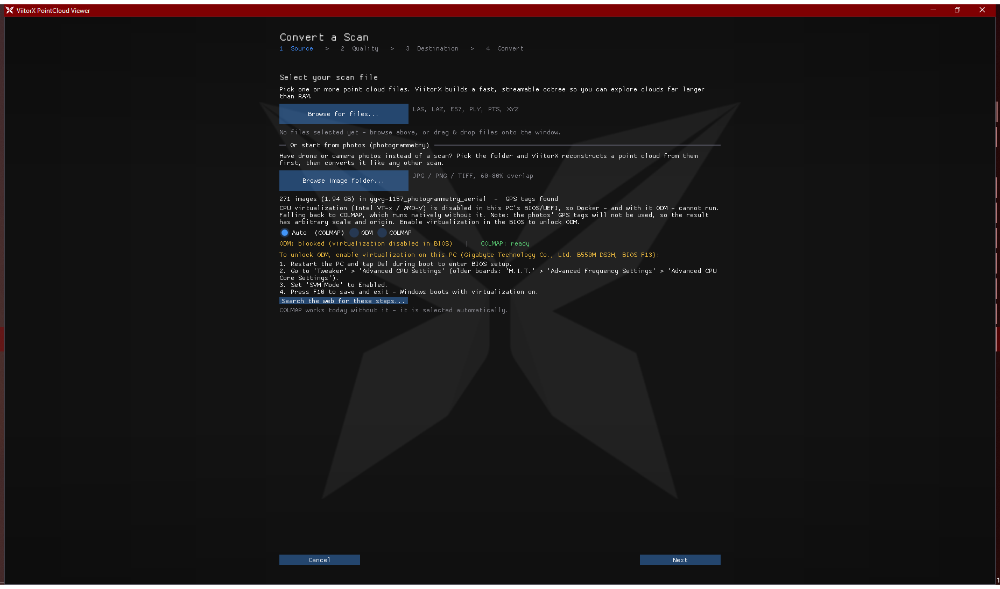 ViitorX PointCloud Viewer
Convert a Scan
1 Source > 2 Quality > 3 Destination > 4 Convert
Select your scan file
Pick one or more point cloud files. ViitorX builds a fast, streamable octree so you can explore clouds far larger
than RAM.
Browse for files...
LAS, LAZ, E57, PLY, PTS, XYZ
No files selected yet - browse above, or drag & drop files onto the window.
Or start from photos (photogrammetry)
Have drone or camera photos instead of a scan? Pick the folder and ViitorX reconstructs a point cloud from them
first, then converts it like any other scan.
Browse image folder...
JPG / PNG / TIFF, 60-80% overlap
271 images (1.94 GB) in yyvg-1157_photogrammetry_aerial - GPS tags found
CPU virtualization (Intel VT-x / AMD-V) is disabled in this PC's BIOS/UEFI, so Docker - and with it ODM - cannot run.
Falling back to COLMAP, which runs natively without it. Note: the photos' GPS tags will not be used, so the result
has arbitrary scale and origin. Enable virtualization in the BIOS to unlock ODM.
Auto (COLMAP) ODM COLMAP
ODM: blocked (virtualization disabled in BIOS) | COLMAP: ready
To unlock ODM, enable virtualization on this PC (Gigabyte Technology Co., Ltd. B550M DS3H, BIOS F13):
1. Restart the PC and tap Del during boot to enter BIOS setup.
2. Go to 'Tweaker' > 'Advanced CPU Settings' (older boards: 'M.I.T.' > 'Advanced Frequency Settings' > 'Advanced CPU
Core Settings').
3. Set 'SVM Mode' to Enabled.
4. Press F10 to save and exit - Windows boots with virtualization on.
Search the web for these steps...
COLMAP works today without it - it is selected automatically.
Cancel
Next
1